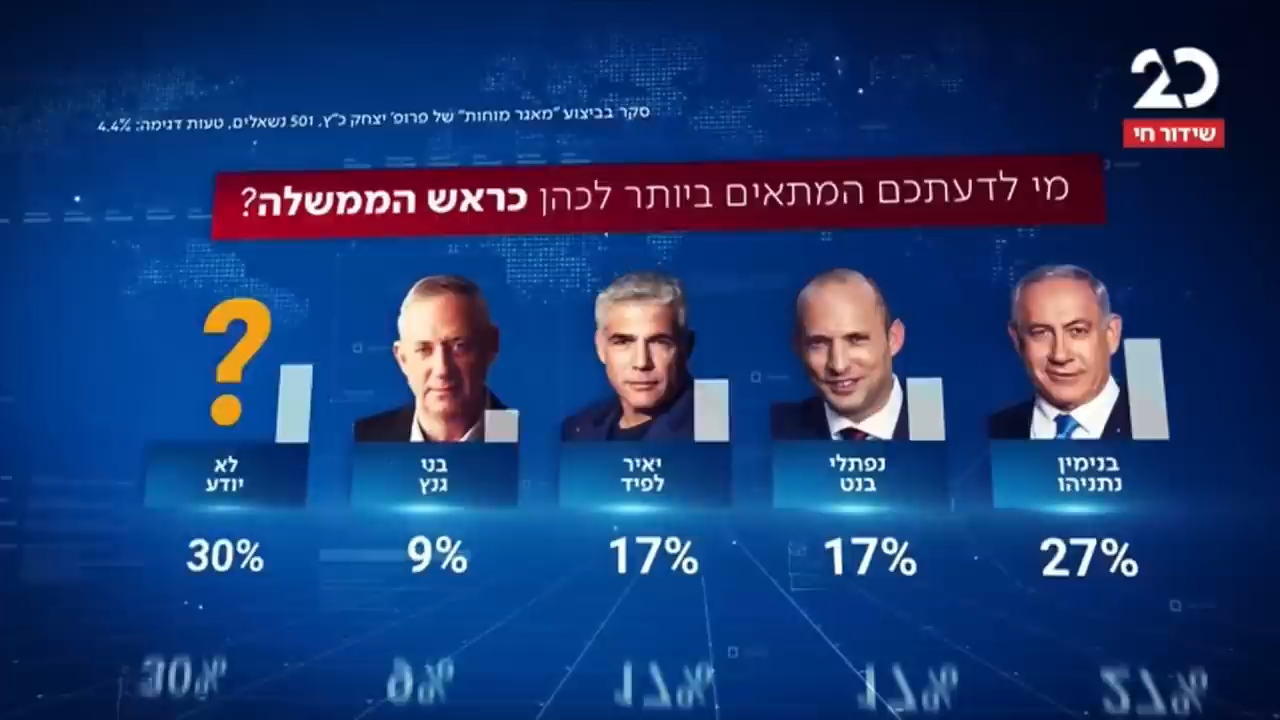 20
שידור חי
סקר בביצוע "מאגר מוחות" של פרופ' יצחק כ"ץ, 501 נשאלים, טעות דגימה: 4.4%
מי לדעתכם המתאים ביותר לכהן כראש הממשלה?
בנימין
נתניהו
27%
נפתלי
בנט
17%
יאיר
לפיד
17%
בני
גנץ
9%
?
לא
יודע
30%